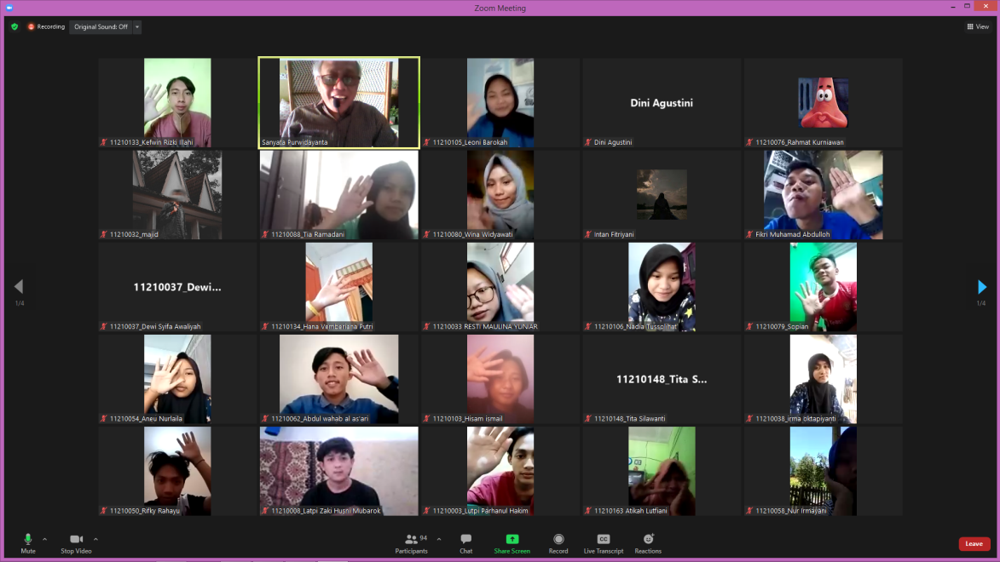 Zoom Meeting
Recording
Original Sound: Off
View
11210133_Kefwin Rizki Illahi
Sanyata Purwidayanta
11210105_Leoni Barokah
Dini Agustini
Dini Agustini
11210076_Rahmat Kurniawan
11210032_majid
11210088_Tia Ramadani
11210080_Wina Widyawati
Intan Fitriyani
Fikri Muhamad Abdulloh
11210037_Dewi...
11210037_Dewi Syifa Awaliyah
11210134_Hana Vemberiana Putri
11210033 RESTI MAULINA YUNIAR
11210106_Nadia Tussolihat
11210079_Sopian
1/4
1/4
11210054_Aneu Nurlaila
11210062_Abdul wahab al as'ari
11210103_Hisam ismail
11210148_Tita S...
11210148_Tita Silawanti
11210038_irma oktapiyanti
11210050_Rifky Rahayu
11210008_Latpi Zaki Husni Mubarok
11210003_Lutpi Parhanul Hakim
11210163 Atikah Lutfiani
11210058_Nur Irmayani
Mute
Stop Video
94
Participants
Chat
Share Screen
Record
CC
Live Transcript
Reactions
Leave